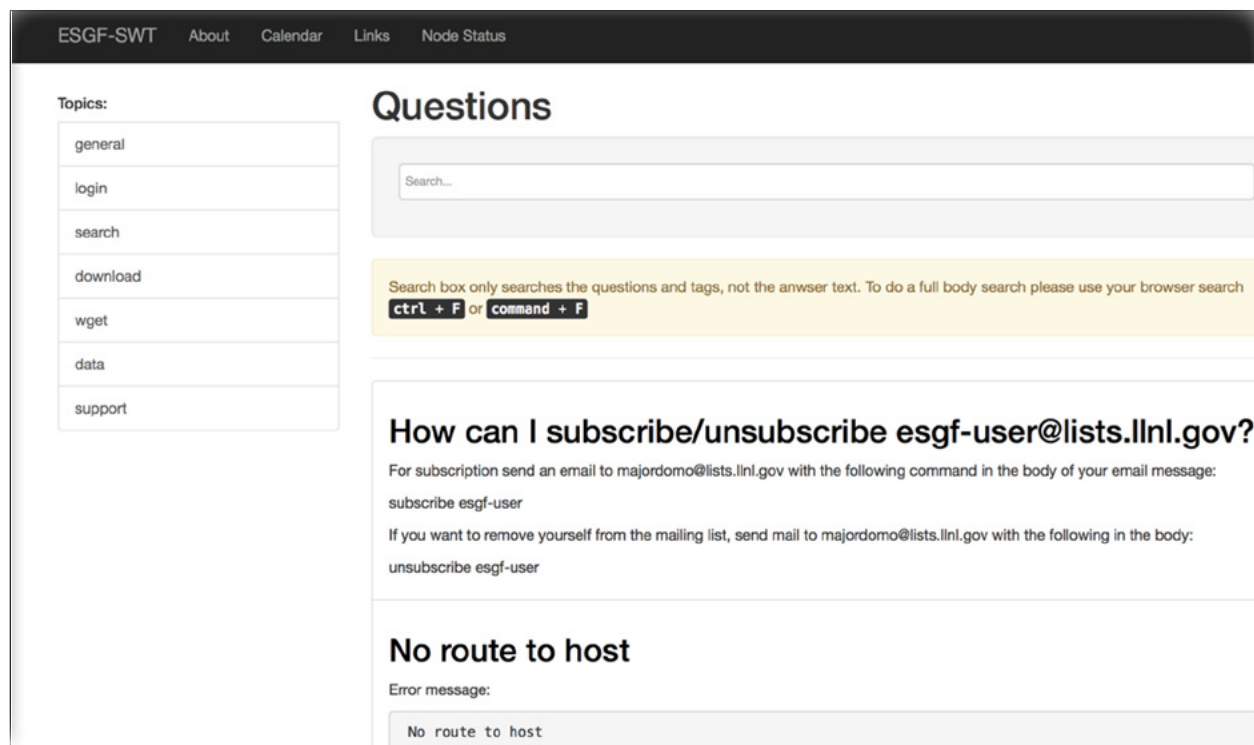 ESGF-SWT About Calendar Links Node Status
Topics:
general
login
search
download
wget
data
support
Questions
Search...
Search box only searches the questions and tags, not the anwser text. To do a full body search please use your browser search
ctrl + F or command + F
How can I subscribe/unsubscribe esgf-user@lists.llnl.gov?
For subscription send an email to majordomo@lists.llnl.gov with the following command in the body of your email message:
subscribe esgf-user
If you want to remove yourself from the mailing list, send mail to majordomo@lists.llnl.gov with the following in the body:
unsubscribe esgf-user
No route to host
Error message:
No route to host